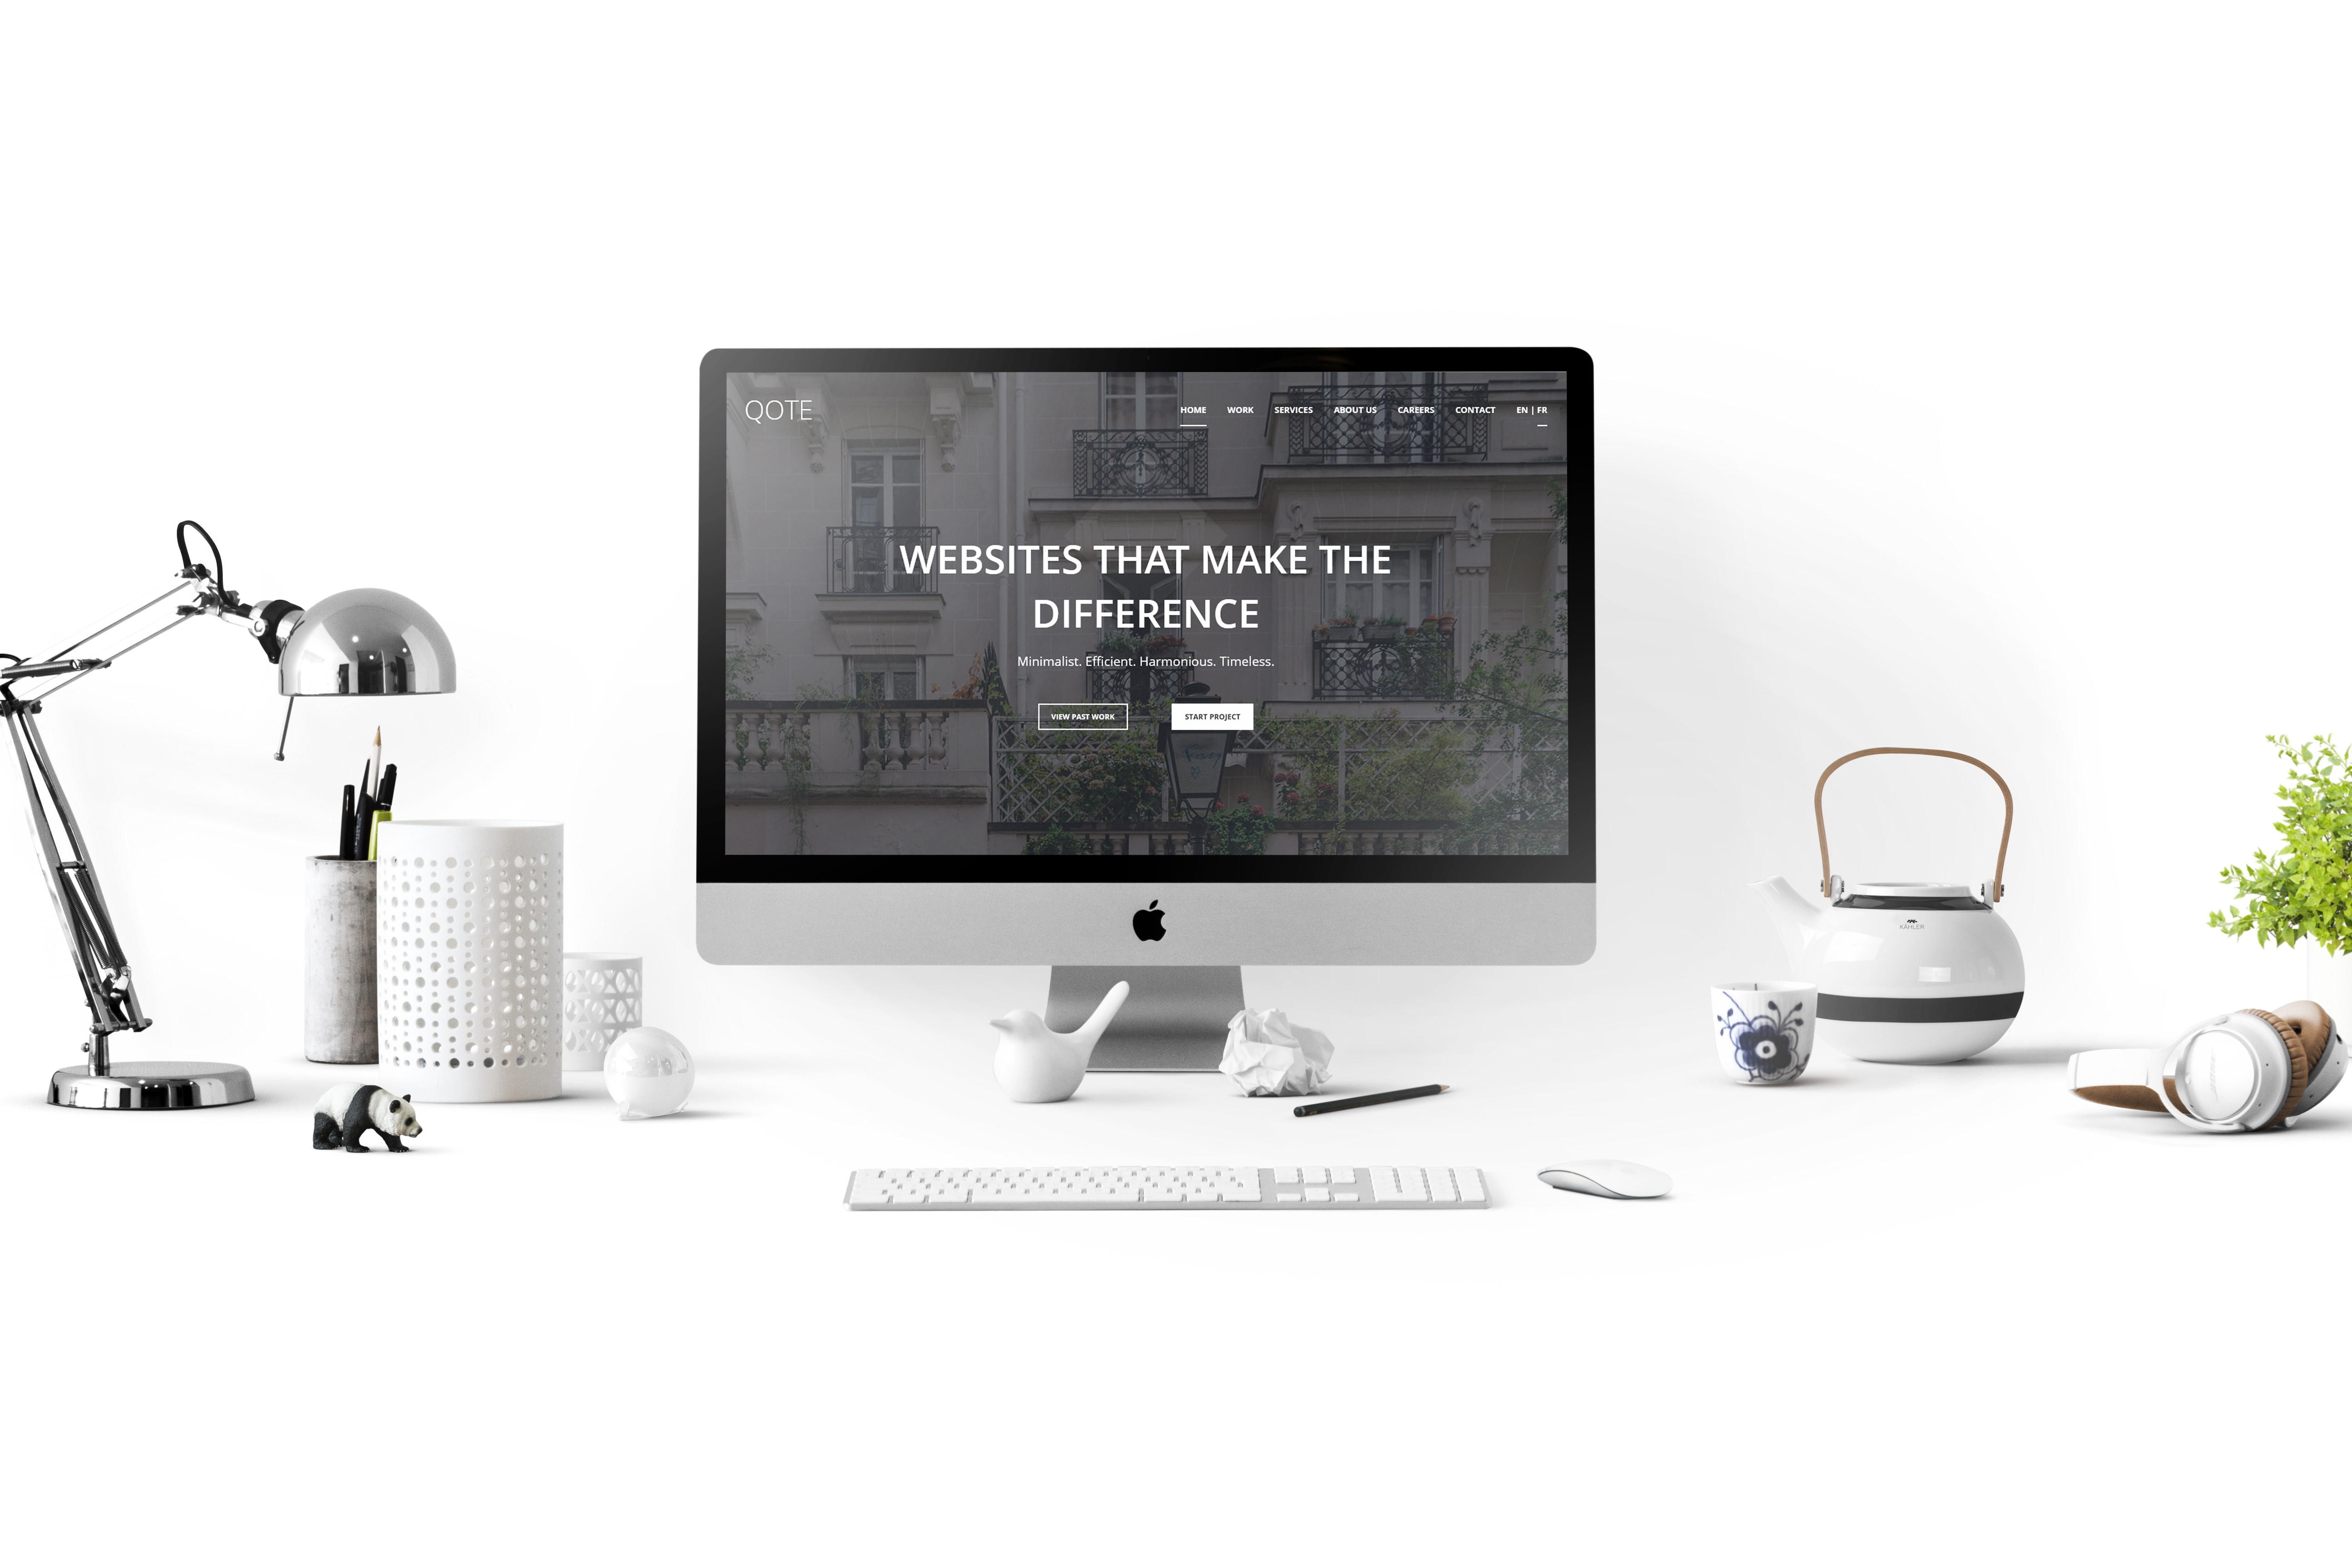 QOTE
HOME WORK SERVICES ABOUT US CAREERS CONTACT EN | FR
WEBSITES THAT MAKE THE
DIFFERENCE
Minimalist. Efficient. Harmonious. Timeless.
VIEW PAST WORK START PROJECT
KÄHLER